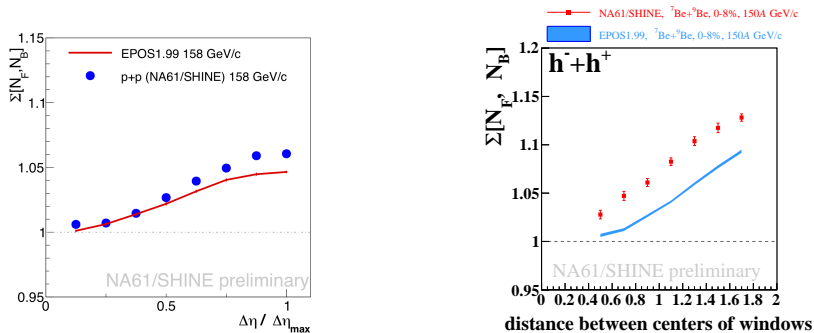 Σ[N_F, N_B]
1.15
1.1
1.05
1
0.95
EPOS1.99 158 GeV/c
p+p (NA61/SHINE) 158 GeV/c
NA61/SHINE preliminary
0 0.5 1
Δη / Δη_max
NA61/SHINE, ⁷Be+⁹Be, 0-8%, 150A GeV/c
EPOS1.99, ⁷Be+⁹Be, 0-8%, 150A GeV/c
Σ[N_F, N_B]
h⁻+h⁺
1.2
1.15
1.1
1.05
1
0.95
NA61/SHINE preliminary
0 0.2 0.4 0.6 0.8 1 1.2 1.4 1.6 1.8 2
distance between centers of windows